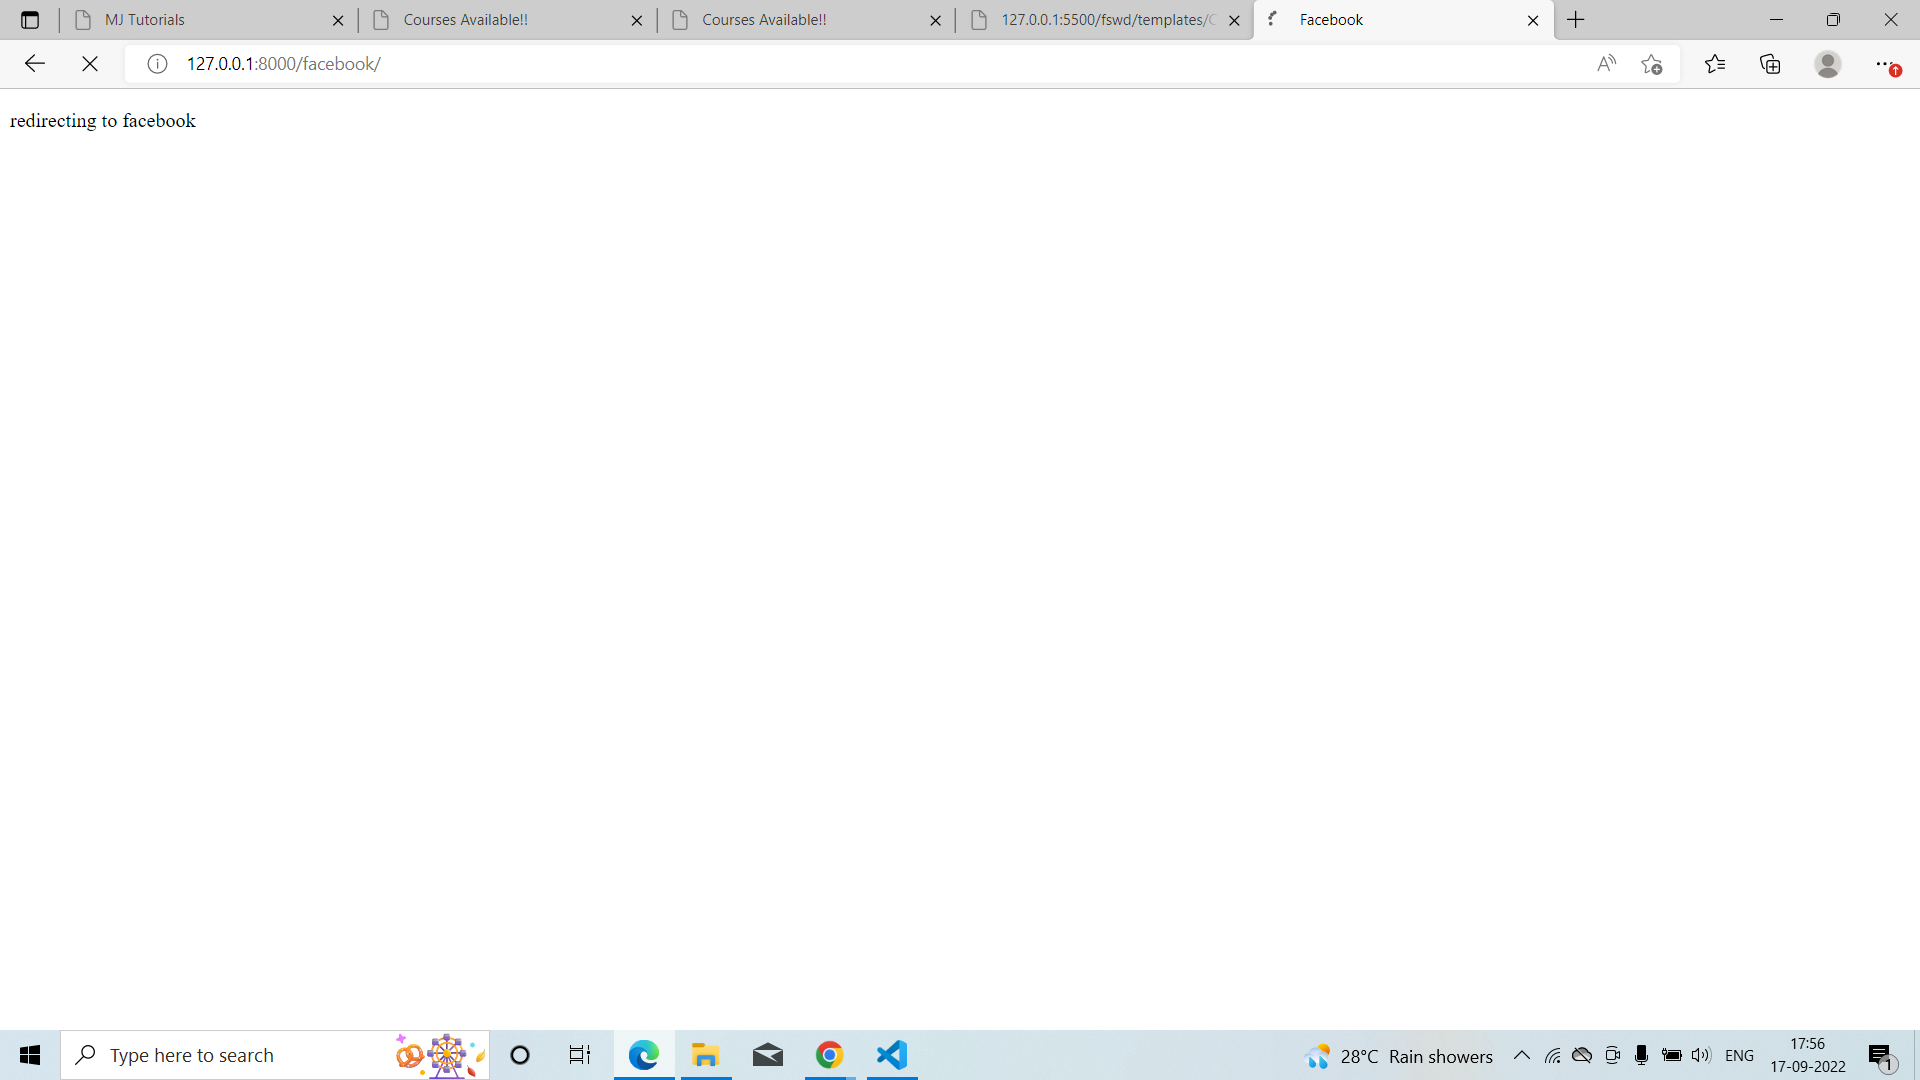 MJ Tutorials
Courses Available!!
Courses Available!!
127.0.0.1:5500/fswd/templates/C
Facebook
127.0.0.1:8000/facebook/
redirecting to facebook
Type here to search
28°C Rain showers
ENG
17:56
17-09-2022
1